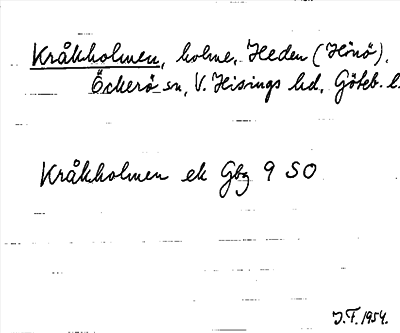 Kråkholmen, holme, Heden (Hönö),
Öckerö sn, V. Hisings hd, Göteb. l.
Kråkholmen ek Gbg 9 SO
J.F. 1954.